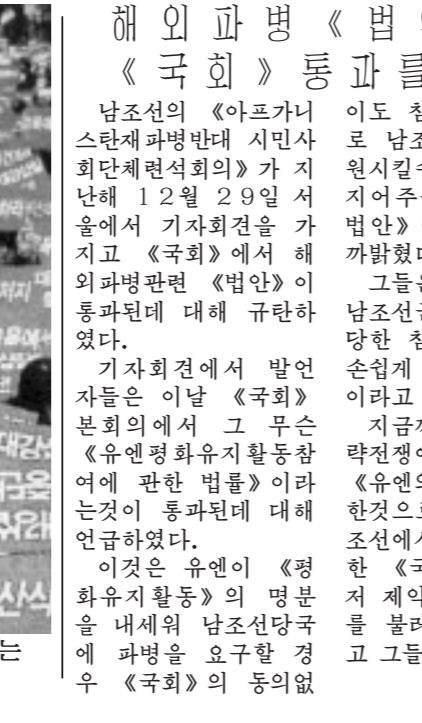 해외파병 《법
《국회》통과를
남조선의 《아프가니
스탄재파병반대 시민사
회단체련석회의》가 지
난해 12월 29일 서
울에서 기자회견을 가
지고 《국회》에서 해
외파병관련 《법안》이
통과된데 대해 규탄하
였다.
기자회견에서 발언
자들은 이날 《국회》
본회의에서 그 무슨
《유엔평화유지활동참
여에 관한 법률》이라
는것이 통과된데 대해
언급하였다.
이것은 유엔이 《평
화유지활동》의 명분
을 내세워 남조선당국
에 파병을 요구할 경
우 《국회》의 동의없
이도
로
원시킬수
지어주
법안》
까밝혔다
그들은
남조선
당한
손쉽게
이라고
지금까
략전쟁
《유엔의
한것으로
조선에서
한
저 제약
를
고 그들
는